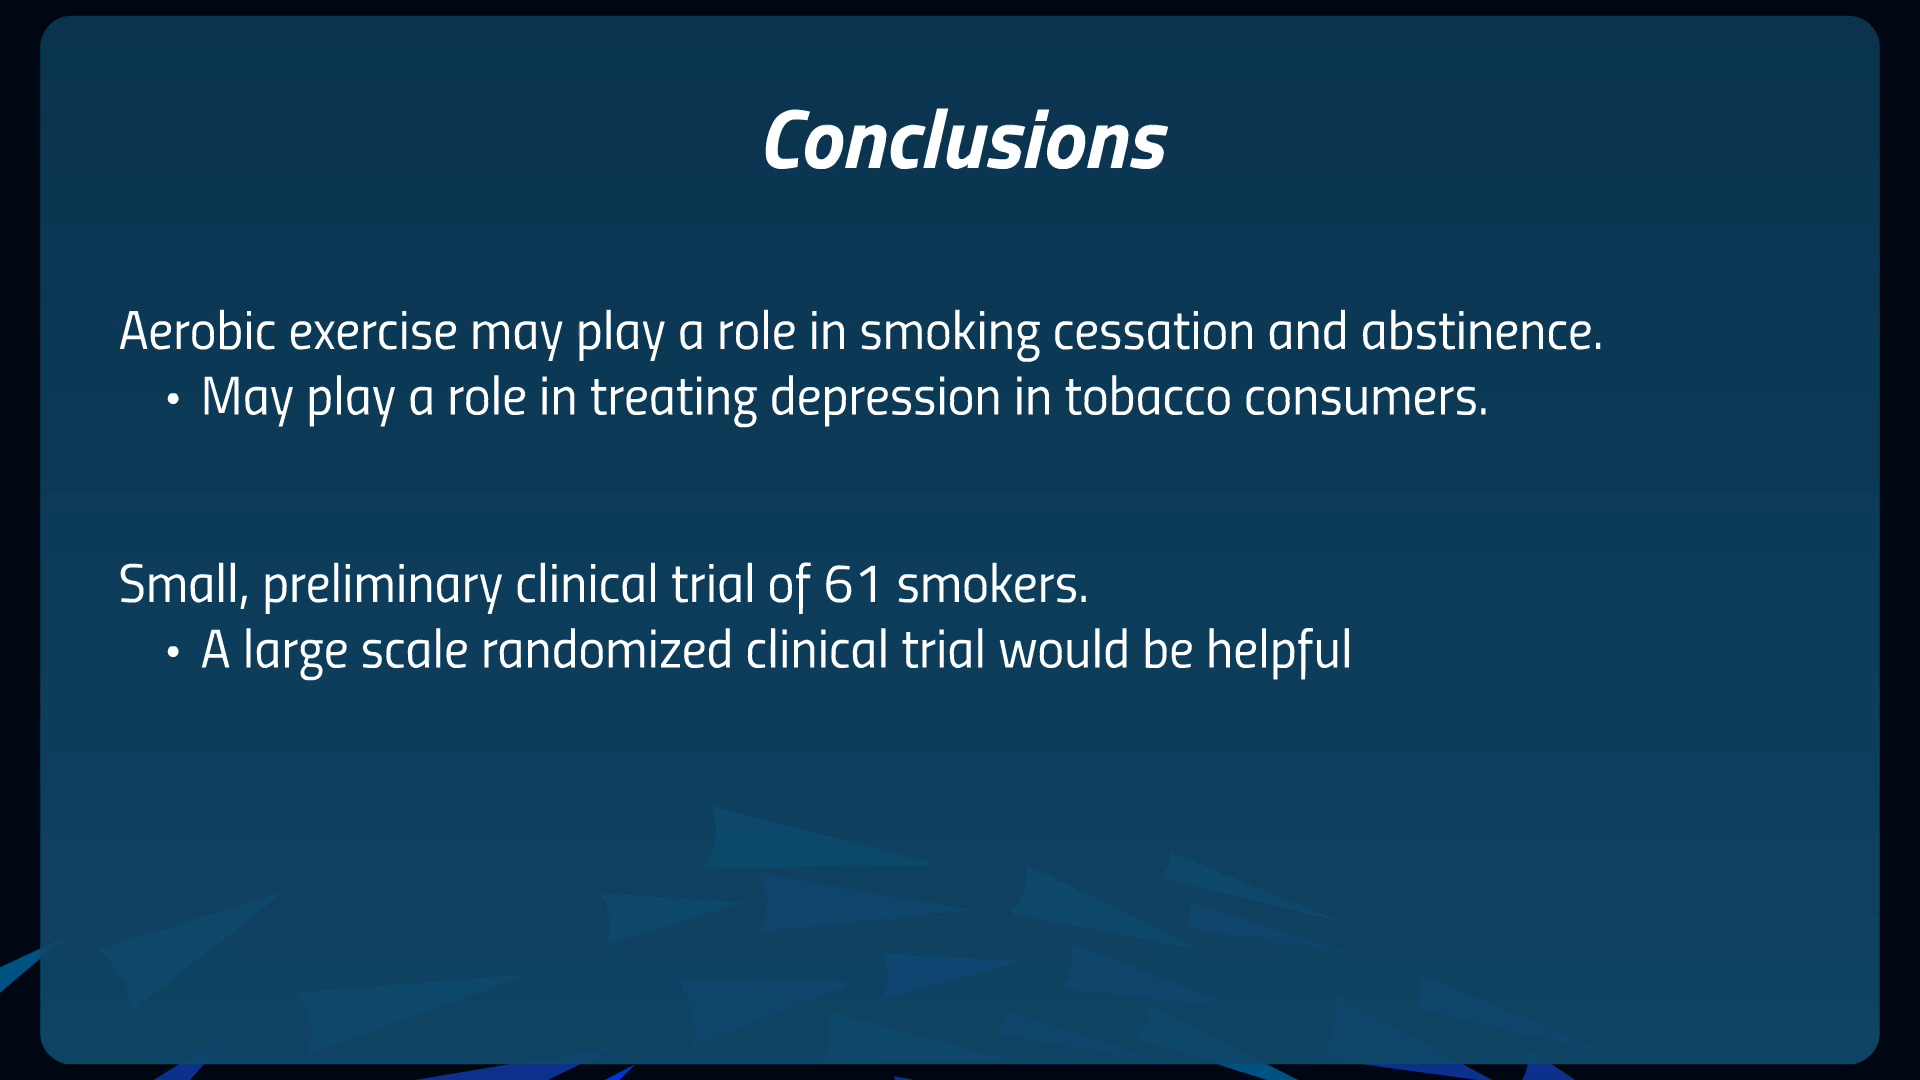 Conclusions
Aerobic exercise may play a role in smoking cessation and abstinence.
• May play a role in treating depression in tobacco consumers.
Small, preliminary clinical trial of 61 smokers.
• A large scale randomized clinical trial would be helpful